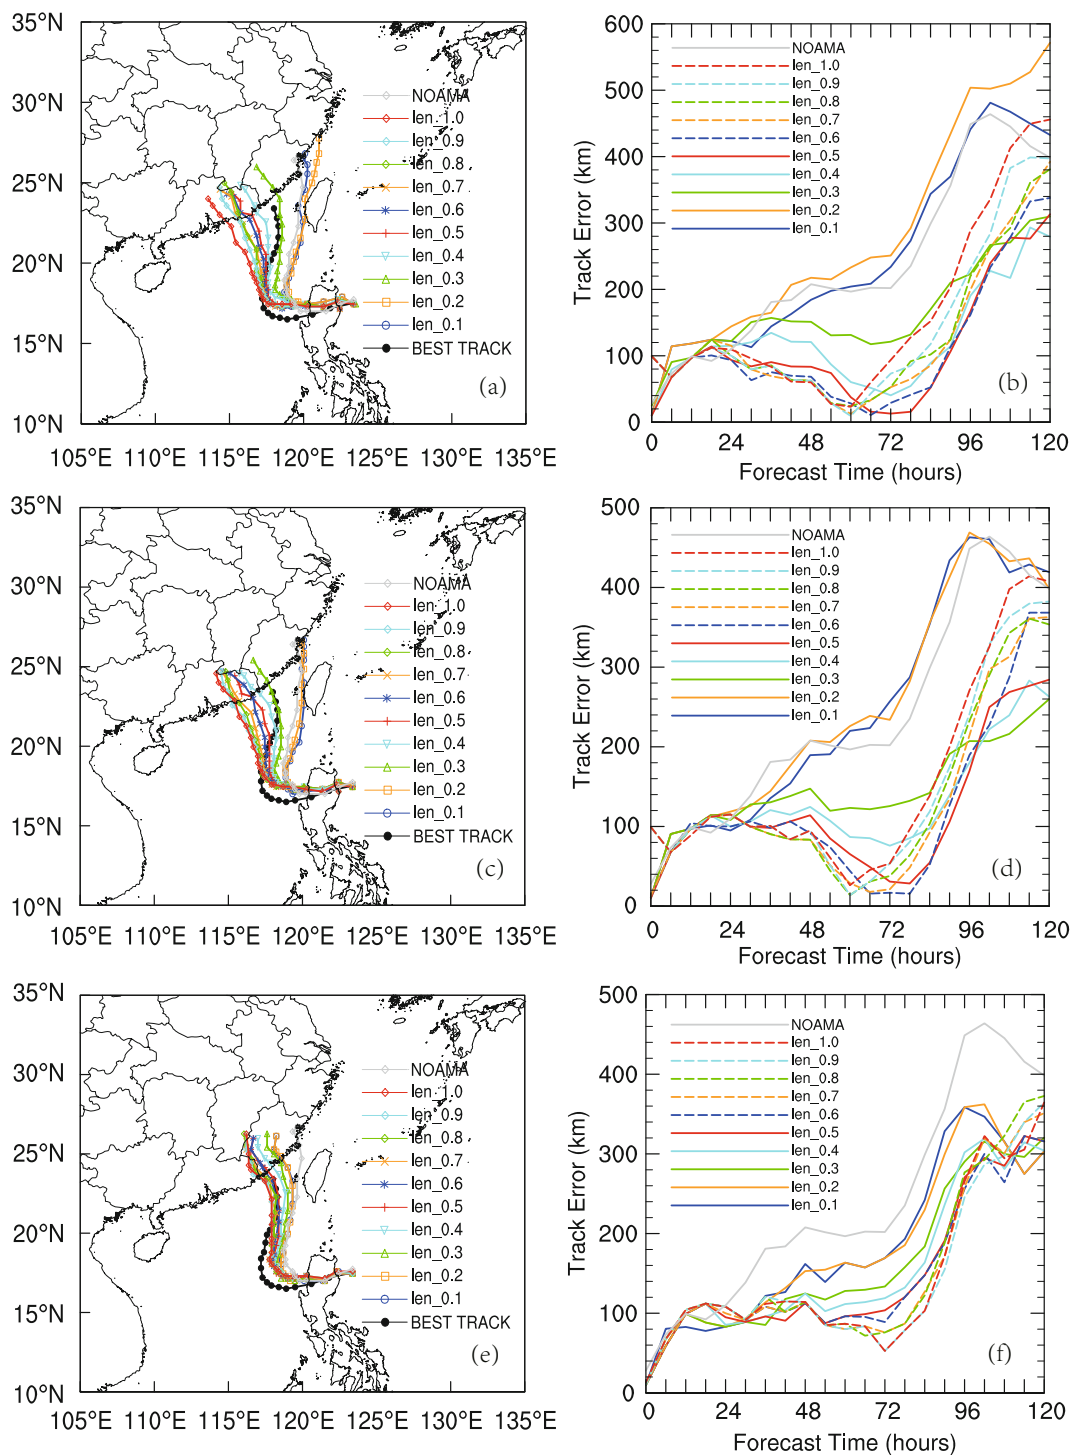 35°N
30°N
25°N
20°N
15°N
10°N
105°E 110°E 115°E 120°E 125°E 130°E 135°E
NOAMA
len_1.0
len_0.9
len_0.8
len_0.7
len_0.6
len_0.5
len_0.4
len_0.3
len_0.2
len_0.1
BEST TRACK
(a)
Track Error (km)
600
500
400
300
200
100
0
0 24 48 72 96 120
Forecast Time (hours)
NOAMA
len_1.0
len_0.9
len_0.8
len_0.7
len_0.6
len_0.5
len_0.4
len_0.3
len_0.2
len_0.1
(b)
35°N
30°N
25°N
20°N
15°N
10°N
105°E 110°E 115°E 120°E 125°E 130°E 135°E
NOAMA
len_1.0
len_0.9
len_0.8
len_0.7
len_0.6
len_0.5
len_0.4
len_0.3
len_0.2
len_0.1
BEST TRACK
(c)
Track Error (km)
500
400
300
200
100
0
0 24 48 72 96 120
Forecast Time (hours)
NOAMA
len_1.0
len_0.9
len_0.8
len_0.7
len_0.6
len_0.5
len_0.4
len_0.3
len_0.2
len_0.1
(d)
35°N
30°N
25°N
20°N
15°N
10°N
105°E 110°E 115°E 120°E 125°E 130°E 135°E
NOAMA
len_1.0
len_0.9
len_0.8
len_0.7
len_0.6
len_0.5
len_0.4
len_0.3
len_0.2
len_0.1
BEST TRACK
(e)
Track Error (km)
500
400
300
200
100
0
0 24 48 72 96 120
Forecast Time (hours)
NOAMA
len_1.0
len_0.9
len_0.8
len_0.7
len_0.6
len_0.5
len_0.4
len_0.3
len_0.2
len_0.1
(f)